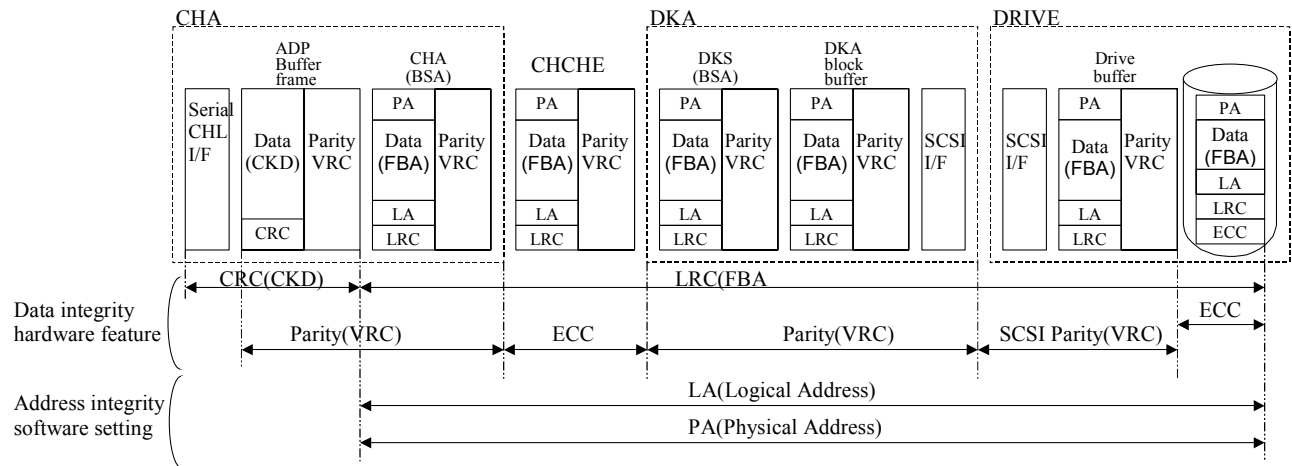 CHA
DKA
DRIVE
ADP
Buffer
frame
CHA
(BSA)
CHCHE
DKS
(BSA)
DKA
block
buffer
Drive
buffer
Serial
CHL
I/F
Data
(CKD)
CRC
Parity
VRC
PA
Data
(FBA)
LA
LRC
Parity
VRC
PA
Data
(FBA)
LA
LRC
Parity
VRC
PA
Data
(FBA)
LA
LRC
Parity
VRC
PA
Data
(FBA)
LA
LRC
Parity
VRC
SCSI
I/F
SCSI
I/F
PA
Data
(FBA)
LA
LRC
Parity
VRC
PA
Data
(FBA)
LA
LRC
ECC
CRC(CKD)
LRC(FBA
Data integrity
hardware feature
Parity(VRC)
ECC
Parity(VRC)
SCSI Parity(VRC)
ECC
Address integrity
software setting
LA(Logical Address)
PA(Physical Address)